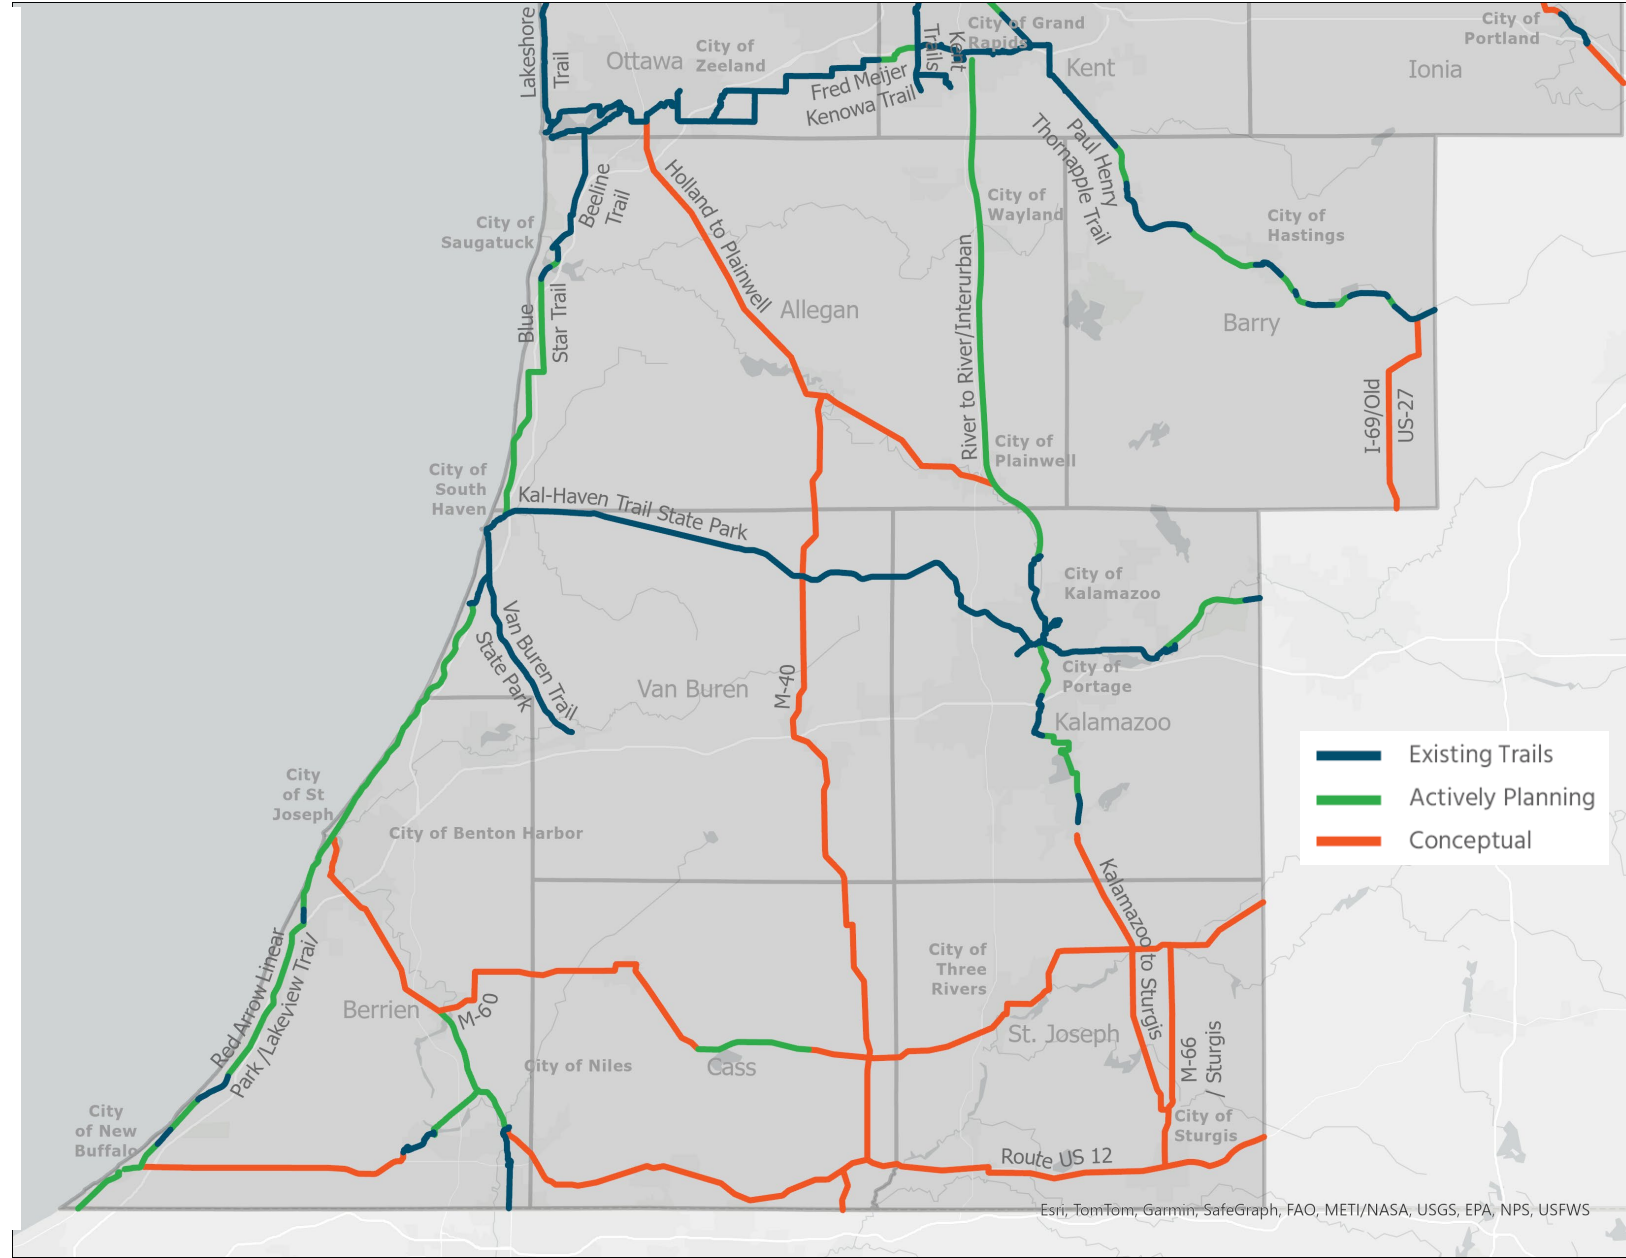 Lakeshore
Trail
Ottawa
City of
Zeeland
Kent
Trails
City of Grand
Rapids
Kent
City of
Portland
Ionia
Fred Meijer
Kenowa Trail
Paul Henry
Thornapple Trail
Beeline
Trail
Holland to Plainwell
City of
Wayland
City of
Hastings
City of
Saugatuck
Blue
Star Trail
River to River/Interurban
Allegan
Barry
I-69/Old
US-27
City of
Plainwell
City of
South
Haven
Kal-Haven Trail State Park
City of
Kalamazoo
Van Buren Trail
State Park
Van Buren
M-40
City of
Portage
Kalamazoo
Existing Trails
Actively Planning
Conceptual
City
of St
Joseph
City of Benton Harbor
Kalamazoo to Sturgis
Red Arrow Linear
Park /Lakeview Trai/
City of
Three
Rivers
Berrien
M-60
St. Joseph
M-66
/ Sturgis
City of Niles
Cass
City
of New
Buffalo
City of
Sturgis
Route US 12
Esri, TomTom, Garmin, SafeGraph, FAO, METI/NASA, USGS, EPA, NPS, USFWS